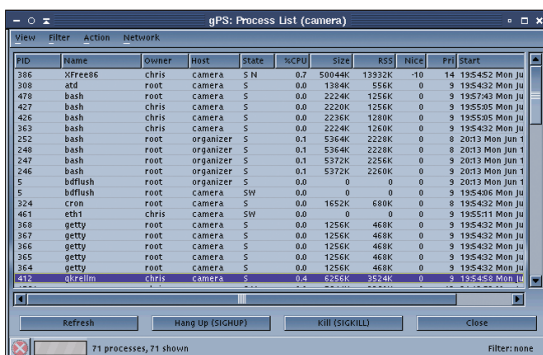 gPS: Process List (camera)
View Filter Action Network
PID Name Owner Host State %CPU Size RSS Nice Pri Start
386 XFree86 chris camera S N 0.7 50044K 13932K -10 14 19:54:52 Mon Ju
308 atd root camera S 0.0 1384K 556K 0 9 19:54:32 Mon Ju
478 bash root camera S 0.0 2224K 1256K 0 9 19:57:43 Mon Ju
427 bash chris camera S 0.0 2220K 1256K 0 9 19:55:05 Mon Ju
426 bash chris camera S 0.0 2236K 1280K 0 9 19:55:05 Mon Ju
363 bash chris camera S 0.0 2224K 1260K 0 9 19:54:32 Mon Ju
252 bash root organizer S 0.1 5364K 2228K 0 8 20:13 Mon Jun 1
248 bash root organizer S 0.1 5364K 2228K 0 8 20:13 Mon Jun 1
247 bash root organizer S 0.1 5372K 2256K 0 9 20:13 Mon Jun 1
246 bash root organizer S 0.1 5372K 2260K 0 9 20:13 Mon Jun 1
5 bdflush root organizer S 0.0 0 0 0 9 20:13 Mon Jun 1
5 bdflush root camera SW 0.0 0 0 0 9 19:54:06 Mon Ju
324 cron root camera S 0.0 1652K 680K 0 8 19:54:32 Mon Ju
461 eth1 chris camera SW 0.0 0 0 0 9 19:55:11 Mon Ju
368 getty root camera S 0.0 1256K 468K 0 9 19:54:32 Mon Ju
367 getty root camera S 0.0 1256K 468K 0 9 19:54:32 Mon Ju
366 getty root camera S 0.0 1256K 468K 0 9 19:54:32 Mon Ju
365 getty root camera S 0.0 1256K 468K 0 9 19:54:32 Mon Ju
364 getty root camera S 0.0 1256K 468K 0 9 19:54:32 Mon Ju
412 gkrellm chris camera S 0.4 6256K 3524K 0 9 19:54:58 Mon Ju
Refresh Hang Up (SIGHUP) Kill (SIGKILL) Close
71 processes, 71 shown Filter: none